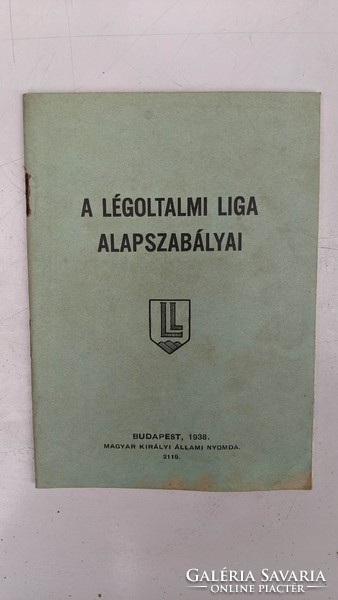 A LÉGOLTALMI LIGA
ALAPSZABÁLYAI
LL
BUDAPEST, 1938.
MAGYAR KIRÁLYI ÁLLAMI NYOMDA.
3116.
GALÉRIA SAVARIA
ONLINE PIACTÉR